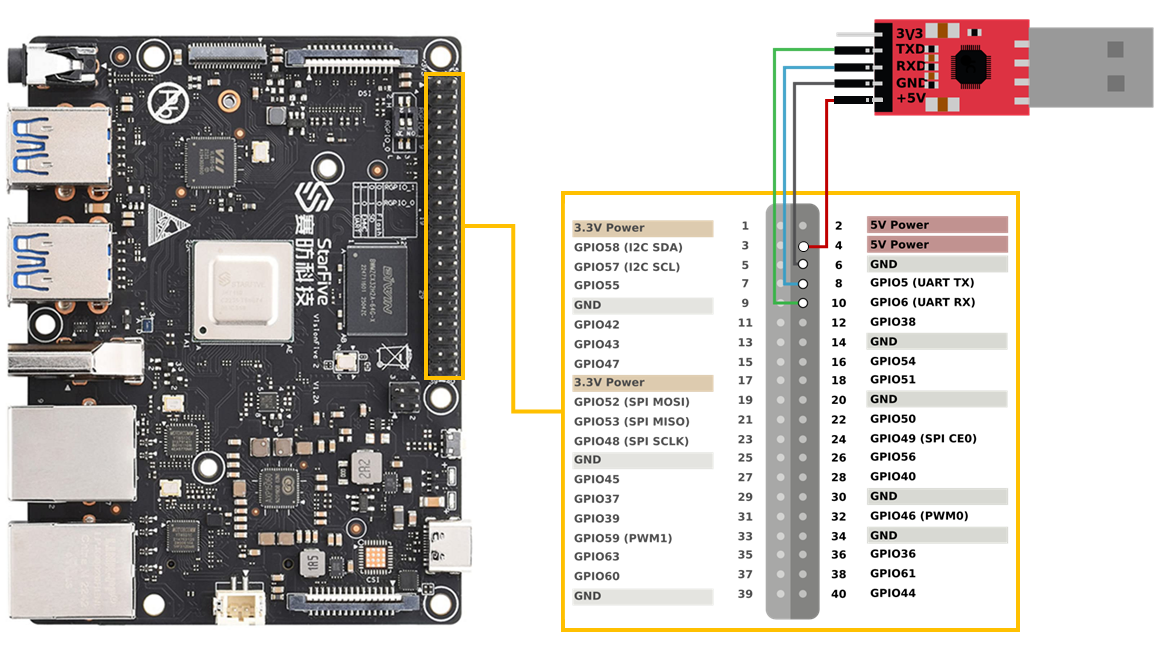 3V3
TXD
RXD
GND
+5V
DSI
RGPIO_1
RGPIO_0
StarFive
赛昉科技
VisionFive 2
V1.2A
BIWIN
2A2
1R5
CSI
3.3V Power 1 2 5V Power
GPIO58 (I2C SDA) 3 4 5V Power
GPIO57 (I2C SCL) 5 6 GND
GPIO55 7 8 GPIO5 (UART TX)
GND 9 10 GPIO6 (UART RX)
GPIO42 11 12 GPIO38
GPIO43 13 14 GND
GPIO47 15 16 GPIO54
3.3V Power 17 18 GPIO51
GPIO52 (SPI MOSI) 19 20 GND
GPIO53 (SPI MISO) 21 22 GPIO50
GPIO48 (SPI SCLK) 23 24 GPIO49 (SPI CE0)
GND 25 26 GPIO56
GPIO45 27 28 GPIO40
GPIO37 29 30 GND
GPIO39 31 32 GPIO46 (PWM0)
GPIO59 (PWM1) 33 34 GND
GPIO63 35 36 GPIO36
GPIO60 37 38 GPIO61
GND 39 40 GPIO44